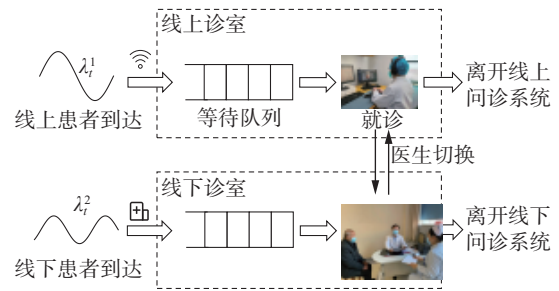 线上诊室
λ_t^1
线上患者到达
等待队列
就诊
离开线上
问诊系统
医生切换
线下诊室
λ_t^2
线下患者到达
离开线下
问诊系统